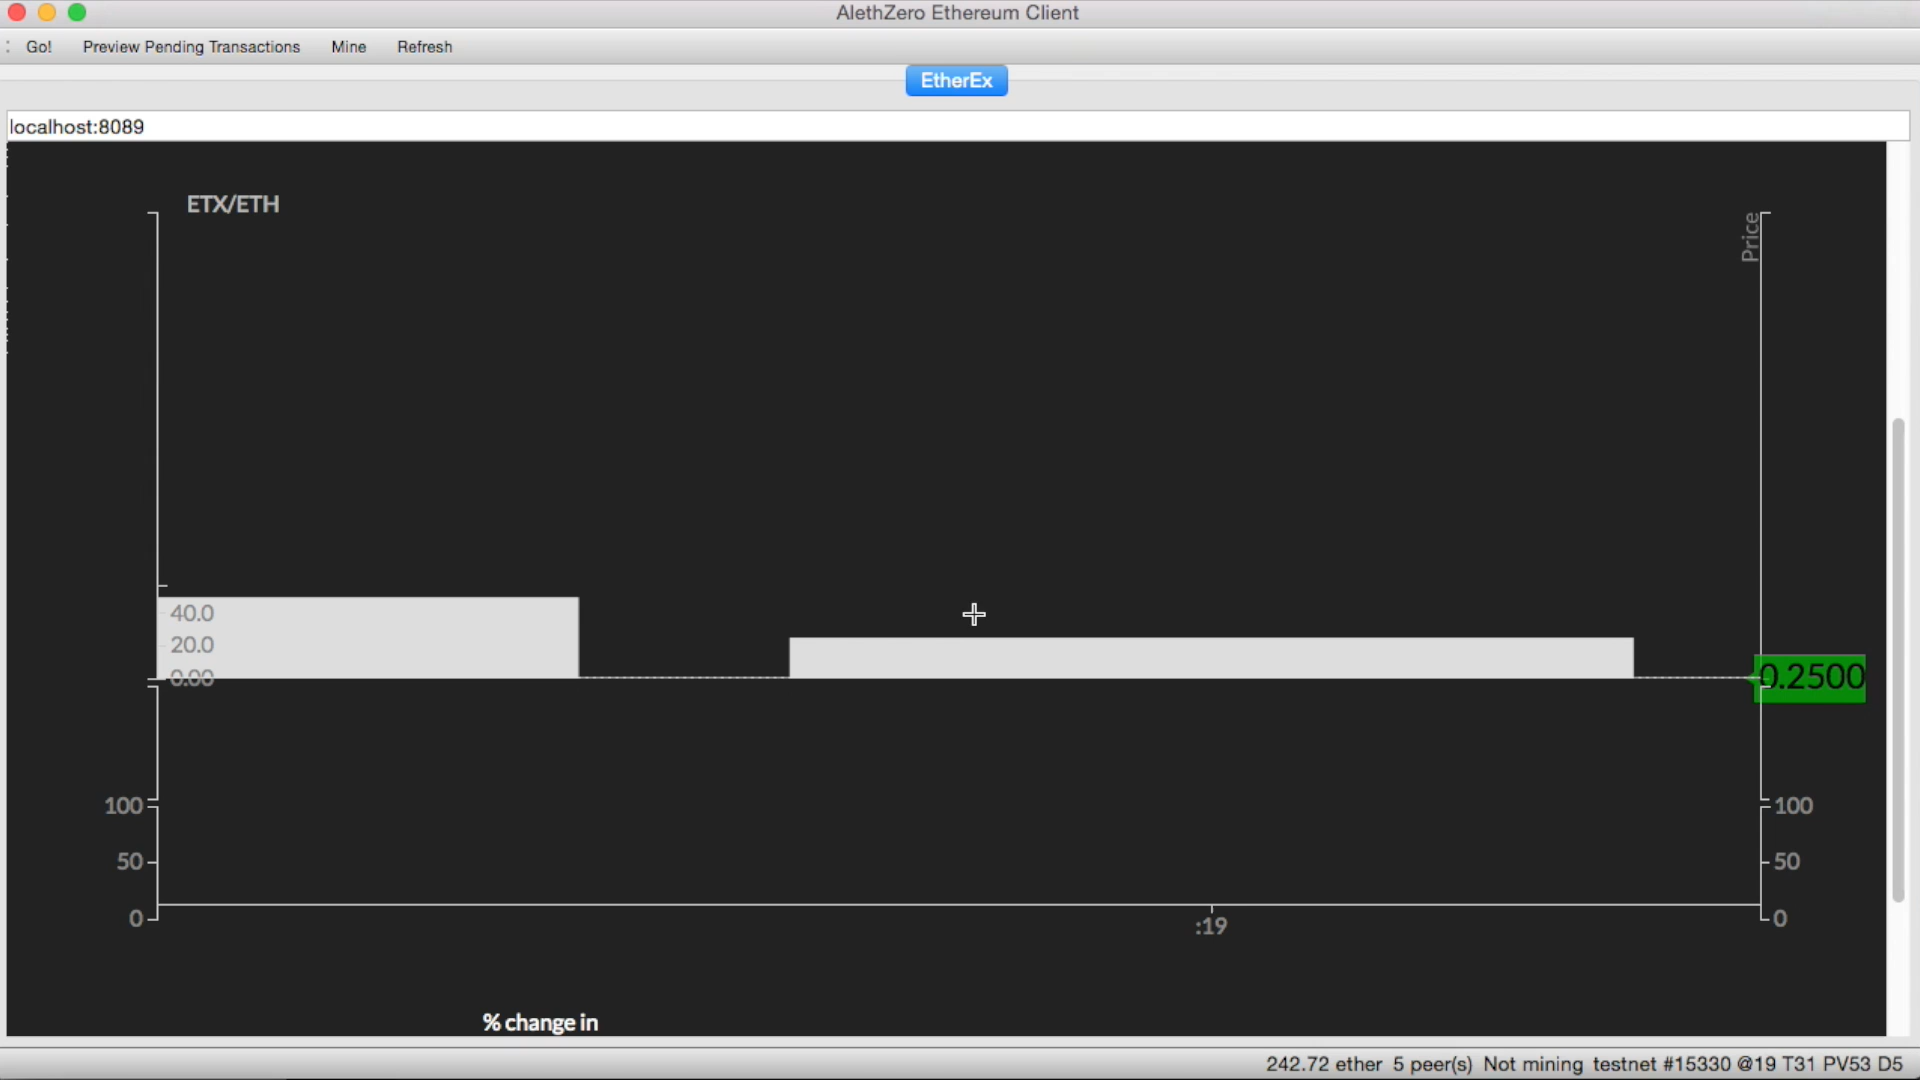 AlethZero Ethereum Client
Go! Preview Pending Transactions Mine Refresh
EtherEx
localhost:8089
ETX/ETH
Price
40.0
20.0
0.00
0.2500
100 100
50 50
0 0
:19
% change in
242.72 ether 5 peer(s) Not mining testnet #15330 @19 T31 PV53 D5